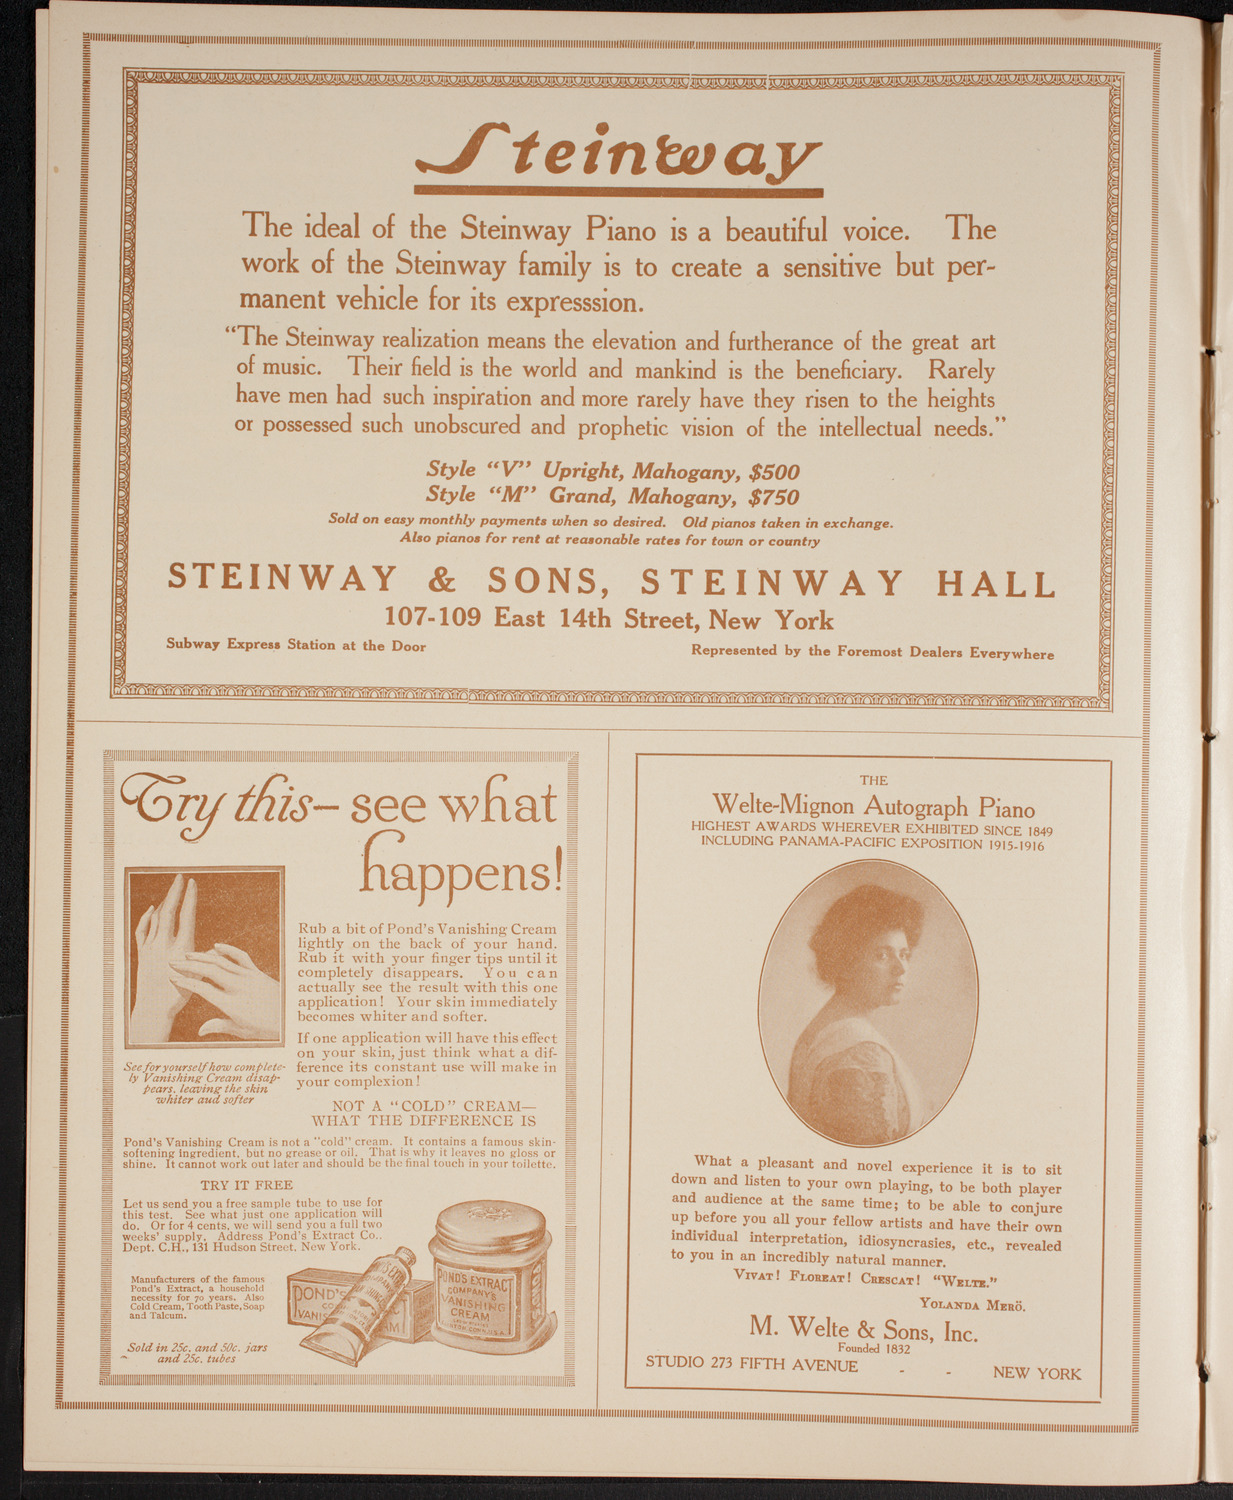 Steinway
The ideal of the Steinway Piano is a beautiful voice. The
work of the Steinway family is to create a sensitive but per-
manent vehicle for its expresssion.
"The Steinway realization means the elevation and furtherance of the great art
of music. Their field is the world and mankind is the beneficiary. Rarely
have men had such inspiration and more rarely have they risen to the heights
or possessed such unobscured and prophetic vision of the intellectual needs."
Style "V" Upright, Mahogany, $500
Style "M" Grand, Mahogany, $750
Sold on easy monthly payments when so desired. Old pianos taken in exchange.
Also pianos for rent at reasonable rates for town or country
STEINWAY & SONS, STEINWAY HALL
107-109 East 14th Street, New York
Subway Express Station at the Door
Represented by the Foremost Dealers Everywhere
Try this- see what
happens!
Rub a bit of Pond's Vanishing Cream
lightly on the back of your hand.
Rub it with your finger tips until it
completely disappears. You can
actually see the result with this one
application! Your skin immediately
becomes whiter and softer.
If one application will have this effect
on your skin, just think what a dif-
ference its constant use will make in
your complexion!
See for yourself how complete-
ly Vanishing Cream disap-
pears, leaving the skin
whiter and softer
NOT A "COLD" CREAM—
WHAT THE DIFFERENCE IS
Pond's Vanishing Cream is not a "cold" cream. It contains a famous skin-
softening ingredient, but no grease or oil. That is why it leaves no gloss or
shine. It cannot work out later and should be the final touch in your toilette.
TRY IT FREE
Let us send you a free sample tube to use for
this test. See what just one application will
do. Or for 4 cents, we will send you a full two
weeks' supply. Address Pond's Extract Co.,
Dept. C.H., 131 Hudson Street, New York.
Manufacturers of the famous
Pond's Extract, a household
necessity for 70 years. Also
Cold Cream, Tooth Paste, Soap
and Talcum.
Sold in 25c. and 50c. jars
and 25c. tubes
POND'S
VANIS
AM
POND'S EXTRACT
COMPANY'S
VANISHING
CREAM
THE
Welte-Mignon Autograph Piano
HIGHEST AWARDS WHEREVER EXHIBITED SINCE 1849
INCLUDING PANAMA-PACIFIC EXPOSITION 1915-1916
What a pleasant and novel experience it is to sit
down and listen to your own playing, to be both player
and audience at the same time; to be able to conjure
up before you all your fellow artists and have their own
individual interpretation, idiosyncrasies, etc., revealed
to you in an incredibly natural manner.
VIVAT! FLOREAT! CRESCAT! "WELTE."
YOLANDA MERÖ.
M. Welte & Sons, Inc.
Founded 1832
STUDIO 273 FIFTH AVENUE - - NEW YORK